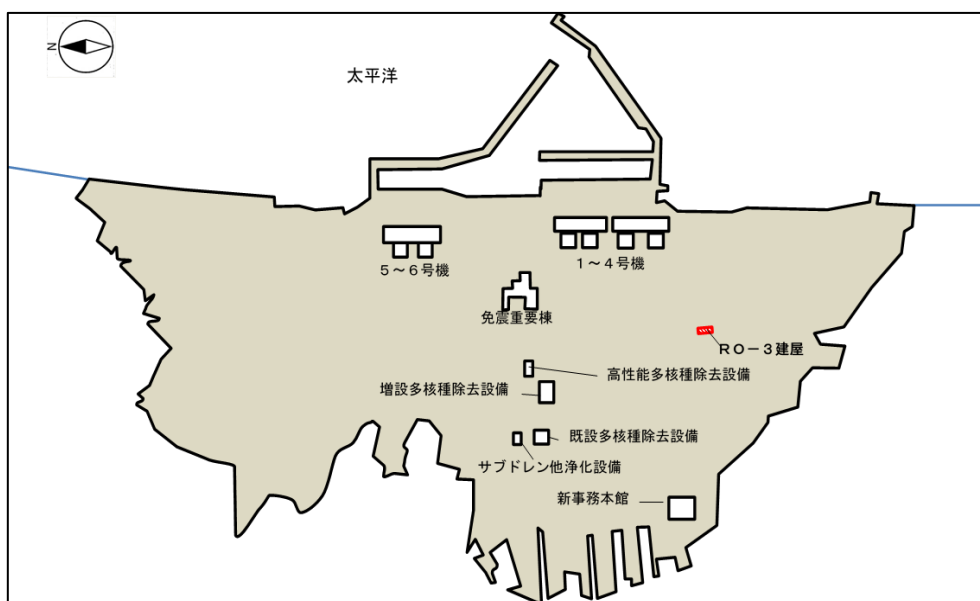 N
太平洋
５～６号機
１～４号機
免震重要棟
ＲＯ－３建屋
高性能多核種除去設備
増設多核種除去設備
既設多核種除去設備
サブドレン他浄化設備
新事務本館